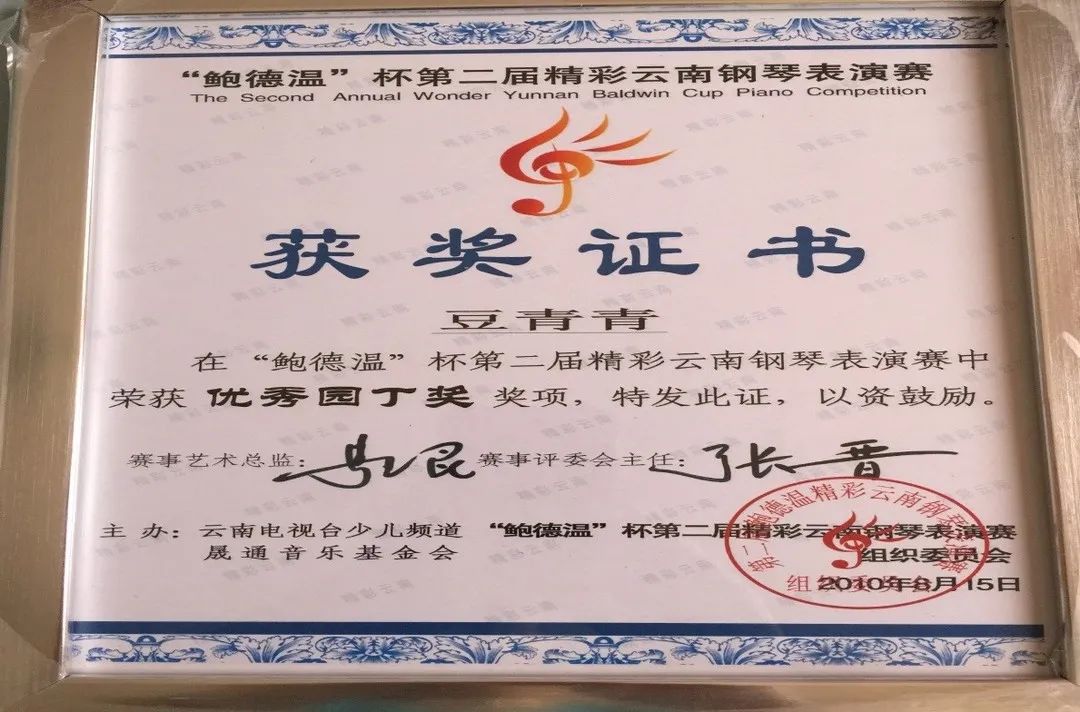 “鲍德温”杯第二届精彩云南钢琴表演赛
The Second Annual Wonder Yunnan Baldwin Cup Piano Competition
获奖证书
豆青青
在“鲍德温”杯第二届精彩云南钢琴表演赛中
荣获 优秀园丁奖 奖项，特发此证，以资鼓励。
赛事艺术总监： 赛事评委会主任：
主办：云南电视台少儿频道 “鲍德温”杯第二届精彩云南钢琴表演赛
晟通音乐基金会 组织委员会
2010年8月15日
组织委员会